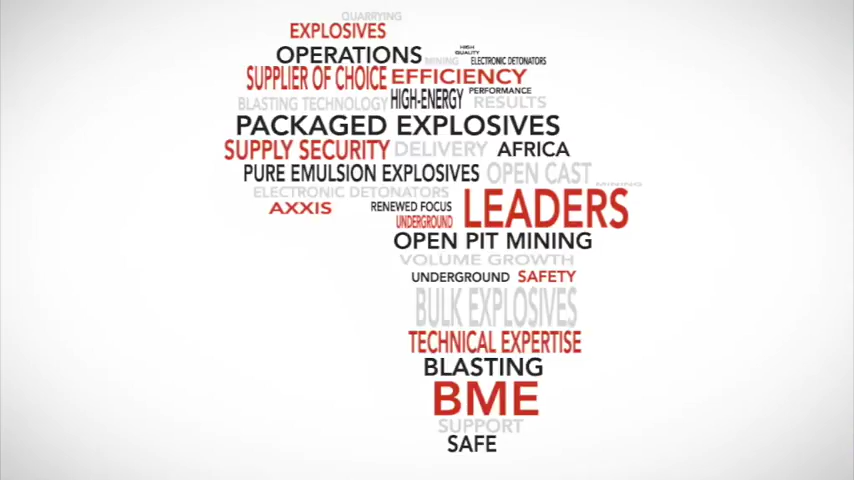 QUARRYING
EXPLOSIVES
HIGH
QUALITY
OPERATIONS MINING ELECTRONIC DETONATORS
SUPPLIER OF CHOICE EFFICIENCY
PERFORMANCE
BLASTING TECHNOLOGY HIGH-ENERGY RESULTS
PACKAGED EXPLOSIVES
SUPPLY SECURITY DELIVERY AFRICA
PURE EMULSION EXPLOSIVES OPEN CAST MINING
ELECTRONIC DETONATORS
AXXIS RENEWED FOCUS LEADERS
UNDERGROUND
OPEN PIT MINING
VOLUME GROWTH
UNDERGROUND SAFETY
BULK EXPLOSIVES
TECHNICAL EXPERTISE
BLASTING
BME
SUPPORT
SAFE